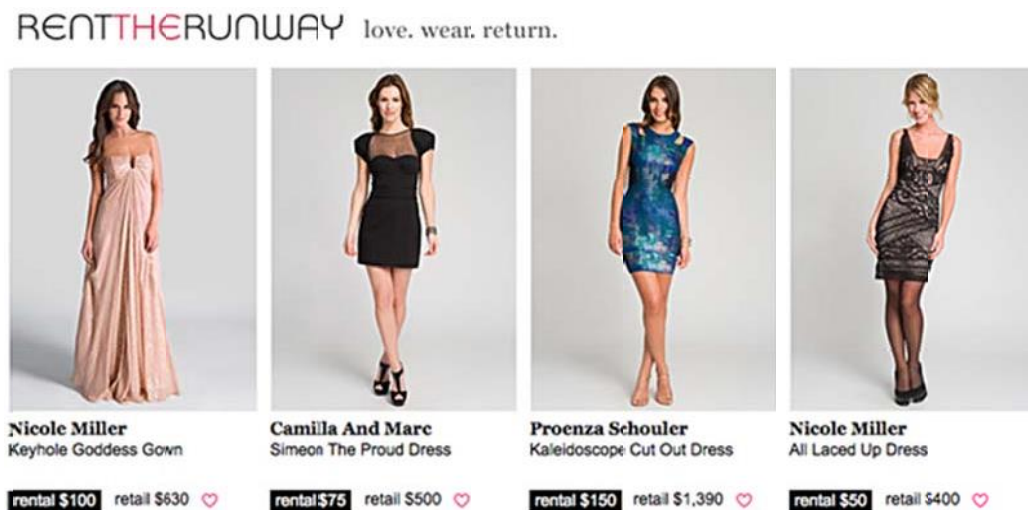 RENTTHERUNWAY love. wear. return.
Nicole Miller
Keyhole Goddess Gown
rental $100 retail $630
Camilla And Marc
Simeon The Proud Dress
rental $75 retail $500
Proenza Schouler
Kaleidoscope Cut Out Dress
rental $150 retail $1,390
Nicole Miller
All Laced Up Dress
rental $50 retail $400